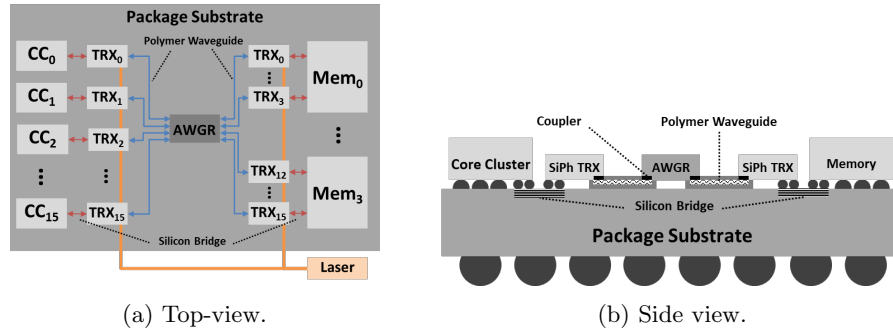 Package Substrate
Polymer Waveguide
CC0 TRX0 TRX0 Mem0
CC1 TRX1 TRX3
AWGR
CC2 TRX2
TRX12 Mem3
CC15 TRX15 TRX15
Silicon Bridge
Laser
(a) Top-view.
Coupler Polymer Waveguide
Core Cluster SiPh TRX AWGR SiPh TRX Memory
Silicon Bridge
Package Substrate
(b) Side view.